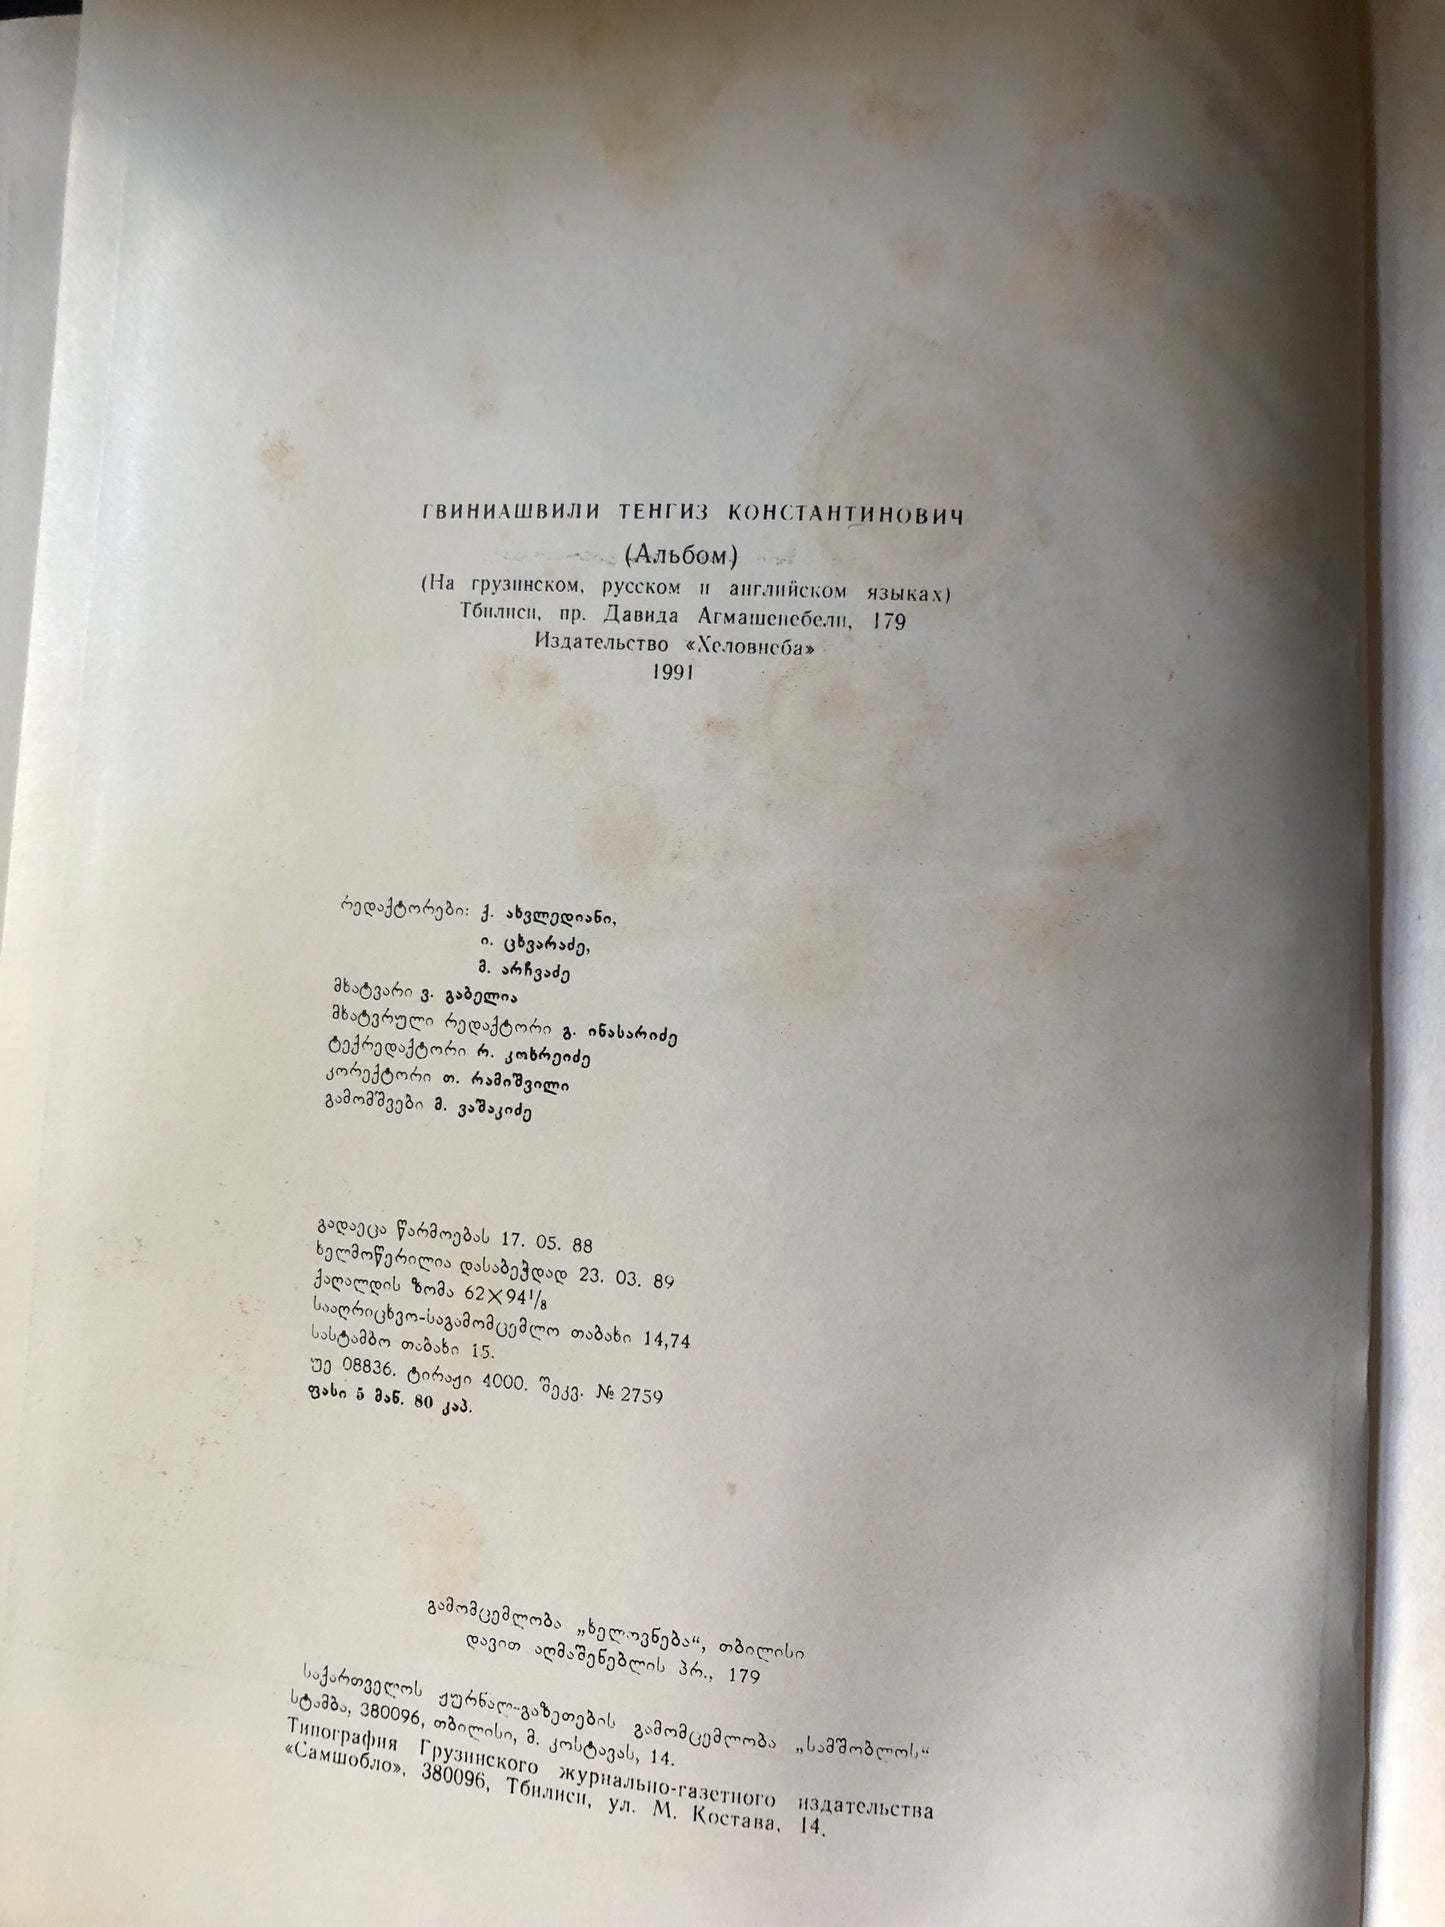 ГВИНИАШВИЛИ ТЕНГИЗ КОНСТАНТИНОВИЧ
(Альбом)
(На грузинском, русском и английском языках)
Тбилиси, пр. Давида Агмашенебели, 179
Издательство «Хеловнеба»
1991
რედაქტორები: ქ. ახვლედიანი,
ი. ცხვარაძე,
მ. არჩვაძე
მხატვარი ვ. გაბელია
მხატვრული რედაქტორი გ. ინასარიძე
ტექრედაქტორი რ. კოხრეიძე
კორექტორი თ. რამიშვილი
გამომშვები მ. ვაშაკიძე
გადაეცა წარმოებას 17. 05. 88
ხელმოწერილია დასაბეჭდად 23. 03. 89
ქაღალდის ზომა 62×94¹/₈
სააღრიცხვო-საგამომცემლო თაბახი 14,74
სასტამბო თაბახი 15.
უე 08836. ტირაჟი 4000. შეკვ. № 2759
ფასი 5 მან. 80 კაპ.
გამომცემლობა „ხელოვნება“, თბილისი
დავით აღმაშენებლის პრ., 179
საქართველოს ჟურნალ-გაზეთების გამომცემლობა „სამშობლოს“
სტამბა, 380096, თბილისი, მ. კოსტავას, 14.
Типография Грузинского журнально-газетного издательства
«Самшобло», 380096, Тбилиси, ул. М. Костава, 14.